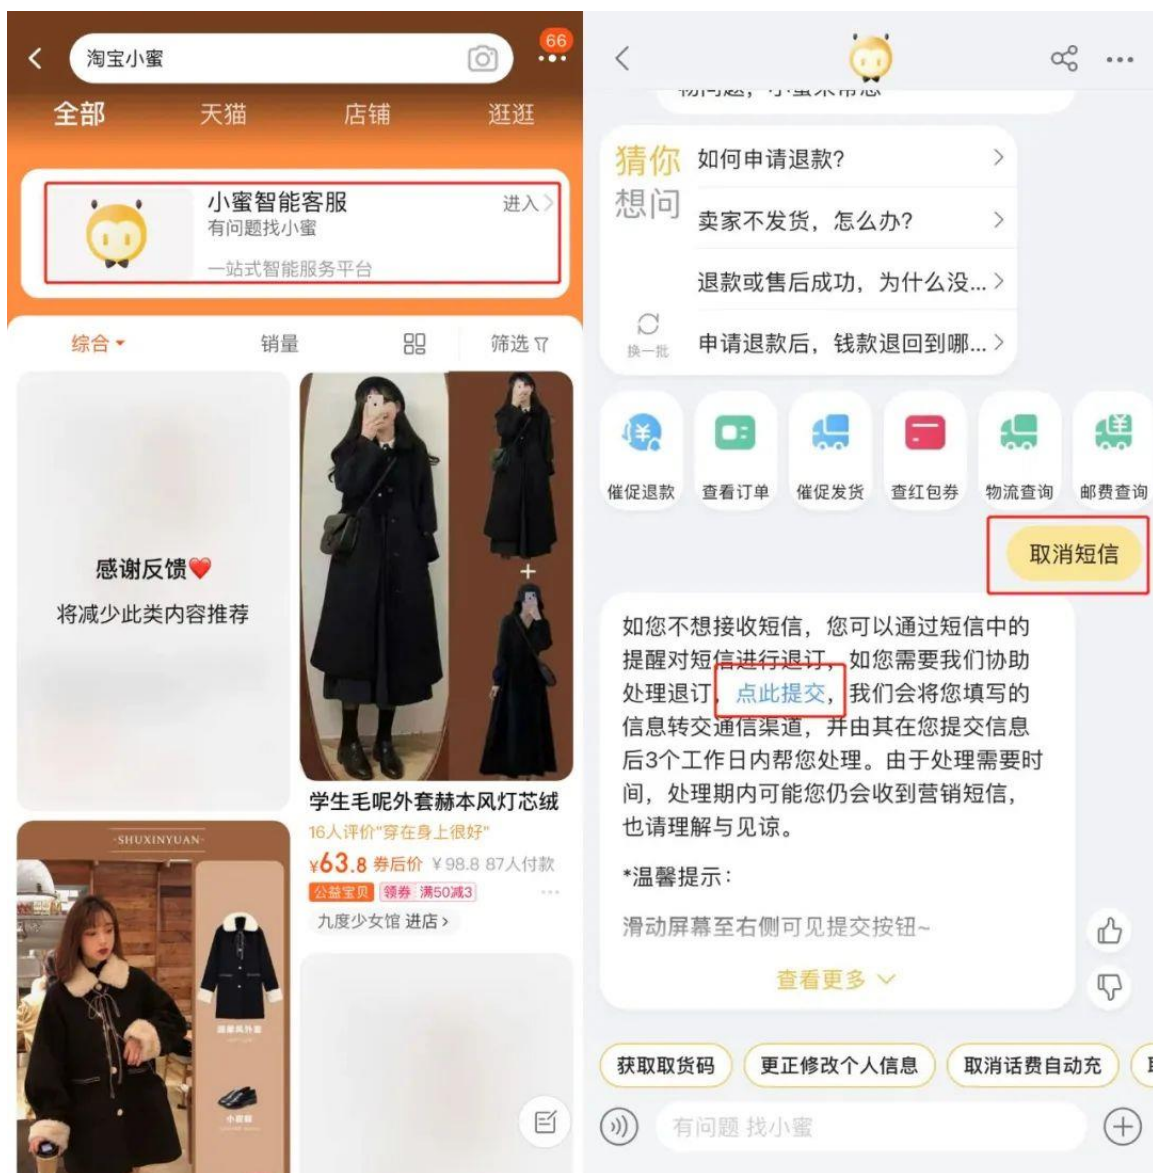 淘宝小蜜
66
全部
天猫
店铺
逛逛
小蜜智能客服
有问题找小蜜
一站式智能服务平台
进入
综合
销量
筛选
感谢反馈
将减少此类内容推荐
学生毛呢外套赫本风灯芯绒
16人评价"穿在身上很好"
¥63.8 券后价 ¥98.8 87人付款
公益宝贝 领券 满50减3
九度少女馆 进店
-SHUXINYUAN-
猜你
想问
换一批
如何申请退款?
卖家不发货，怎么办?
退款或售后成功，为什么没...
申请退款后，钱款退回到哪...
催促退款
查看订单
催促发货
查红包券
物流查询
邮费查询
取消短信
如您不想接收短信，您可以通过短信中的
提醒对短信进行退订，如您需要我们协助
处理退订，点此提交，我们会将您填写的
信息转交通信渠道，并由其在您提交信息
后3个工作日内帮您处理。由于处理需要时
间，处理期内可能您仍会收到营销短信，
也请理解与见谅。
*温馨提示：
滑动屏幕至右侧可见提交按钮~
查看更多
获取取货码
更正修改个人信息
取消话费自动充
有问题 找小蜜